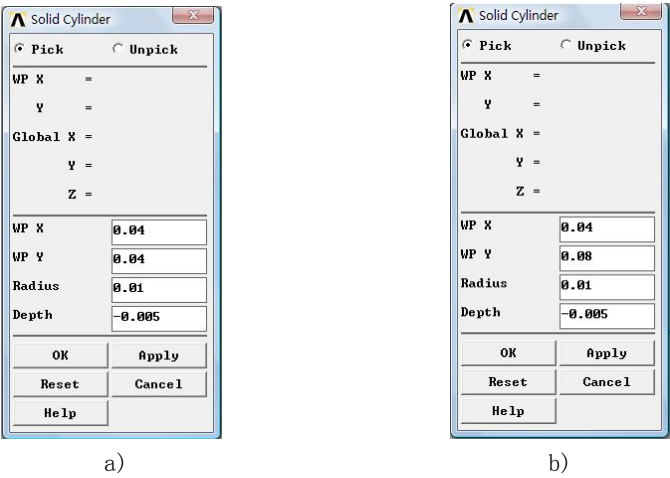 Solid Cylinder
Pick Unpick
WP X =
Y =
Global X =
Y =
Z =
WP X 0.04
WP Y 0.04
Radius 0.01
Depth -0.005
OK Apply
Reset Cancel
Help
a)
Solid Cylinder
Pick Unpick
WP X =
Y =
Global X =
Y =
Z =
WP X 0.04
WP Y 0.08
Radius 0.01
Depth -0.005
OK Apply
Reset Cancel
Help
b)